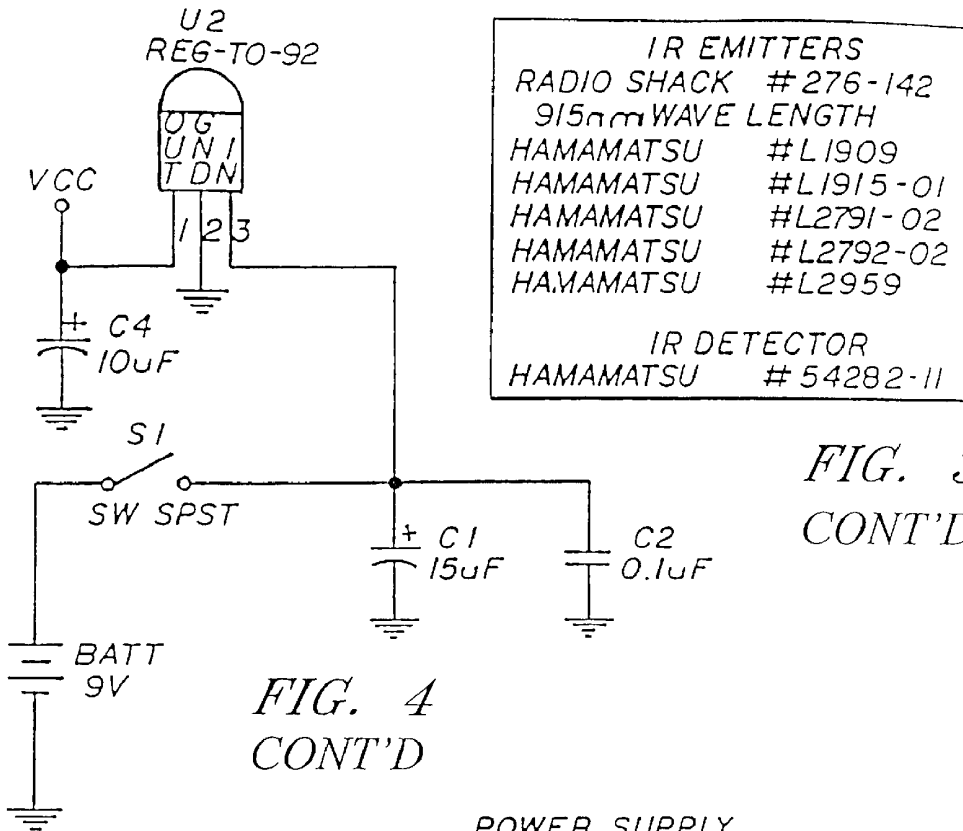 U2
REG-TO-92
O G
U N I
T D N
VCC
1 2 3
+ C4
10uF
S1
SW SPST
+ C1
15uF
C2
0.1uF
BATT
9V
FIG. 4
CONT'D
IR EMITTERS
RADIO SHACK #276-142
915nm WAVE LENGTH
HAMAMATSU #L1909
HAMAMATSU #L1915-01
HAMAMATSU #L2791-02
HAMAMATSU #L2792-02
HAMAMATSU #L2959
IR DETECTOR
HAMAMATSU #54282-11
FIG.
CONT'D
POWER SUPPLY